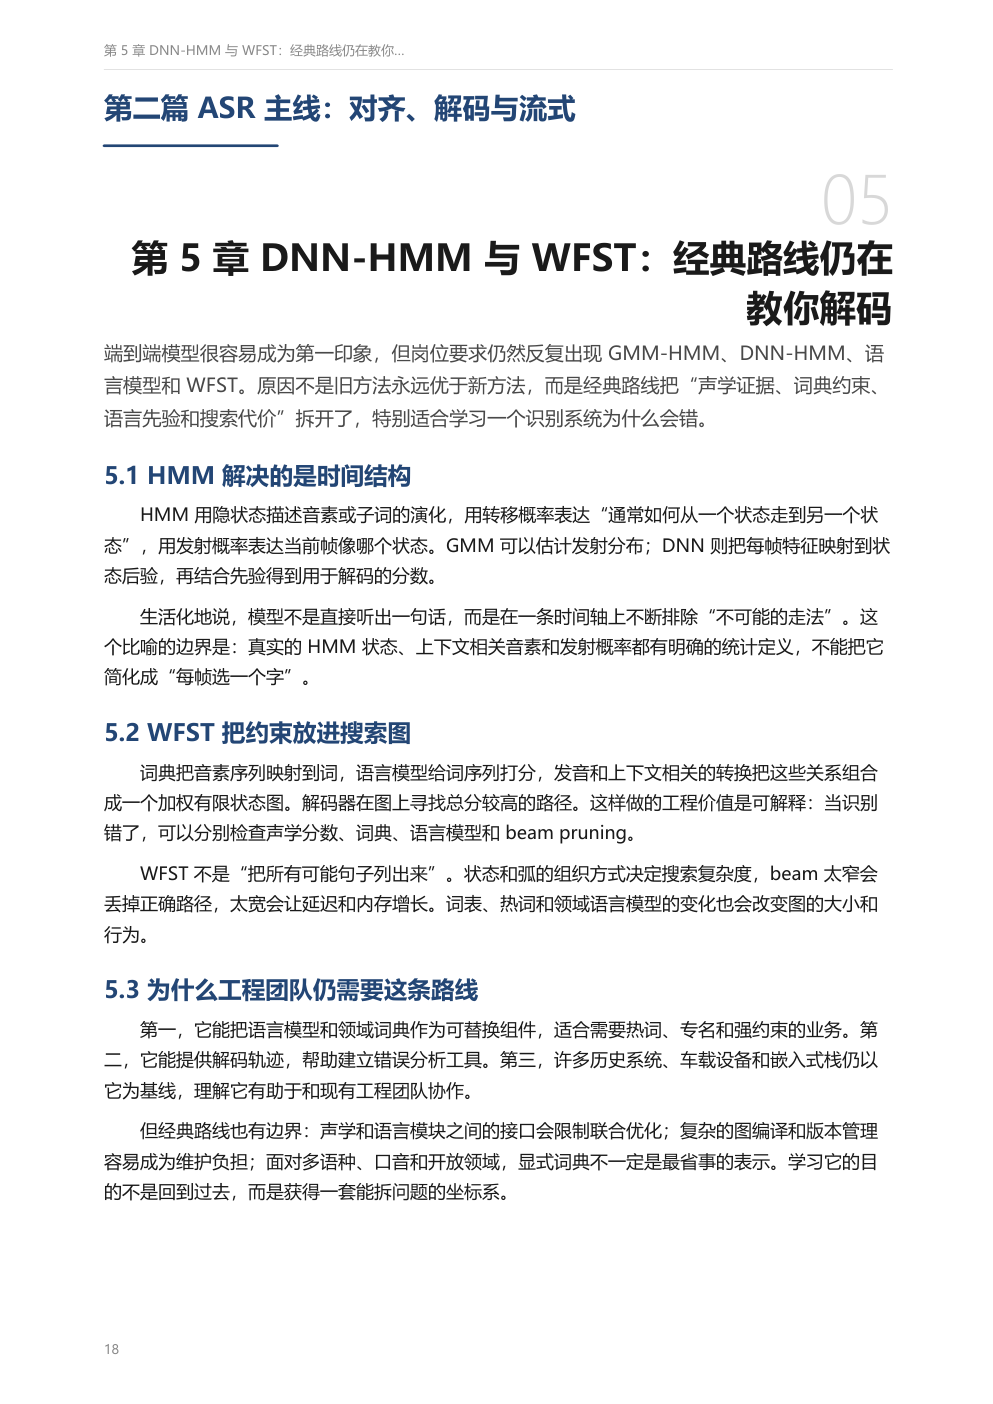 第 5 章 DNN-HMM 与 WFST：经典路线仍在教你...
第二篇 ASR 主线：对齐、解码与流式
05
第 5 章 DNN-HMM 与 WFST：经典路线仍在
教你解码
端到端模型很容易成为第一印象，但岗位要求仍然反复出现 GMM-HMM、DNN-HMM、语
言模型和 WFST。原因不是旧方法永远优于新方法，而是经典路线把“声学证据、词典约束、
语言先验和搜索代价”拆开了，特别适合学习一个识别系统为什么会错。
5.1 HMM 解决的是时间结构
HMM 用隐状态描述音素或子词的演化，用转移概率表达“通常如何从一个状态走到另一个状
态”，用发射概率表达当前帧像哪个状态。GMM 可以估计发射分布；DNN 则把每帧特征映射到状
态后验，再结合先验得到用于解码的分数。
生活化地说，模型不是直接听出一句话，而是在一条时间轴上不断排除“不可能的走法”。这
个比喻的边界是：真实的 HMM 状态、上下文相关音素和发射概率都有明确的统计定义，不能把它
简化成“每帧选一个字”。
5.2 WFST 把约束放进搜索图
词典把音素序列映射到词，语言模型给词序列打分，发音和上下文相关的转换把这些关系组合
成一个加权有限状态图。解码器在图上寻找总分较高的路径。这样做的工程价值是可解释：当识别
错了，可以分别检查声学分数、词典、语言模型和 beam pruning。
WFST 不是“把所有可能句子列出来”。状态和弧的组织方式决定搜索复杂度，beam 太窄会
丢掉正确路径，太宽会让延迟和内存增长。词表、热词和领域语言模型的变化也会改变图的大小和
行为。
5.3 为什么工程团队仍需要这条路线
第一，它能把语言模型和领域词典作为可替换组件，适合需要热词、专名和强约束的业务。第
二，它能提供解码轨迹，帮助建立错误分析工具。第三，许多历史系统、车载设备和嵌入式栈仍以
它为基线，理解它有助于和现有工程团队协作。
但经典路线也有边界：声学和语言模块之间的接口会限制联合优化；复杂的图编译和版本管理
容易成为维护负担；面对多语种、口音和开放领域，显式词典不一定是最省事的表示。学习它的目
的不是回到过去，而是获得一套能拆问题的坐标系。
18